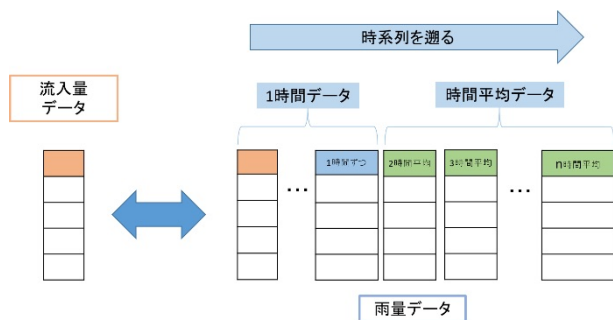 時系列を遡る
流入量
データ
1時間データ
時間平均データ
1時間ずつ
2時間平均
3時間平均
n時間平均
…
…
雨量データ